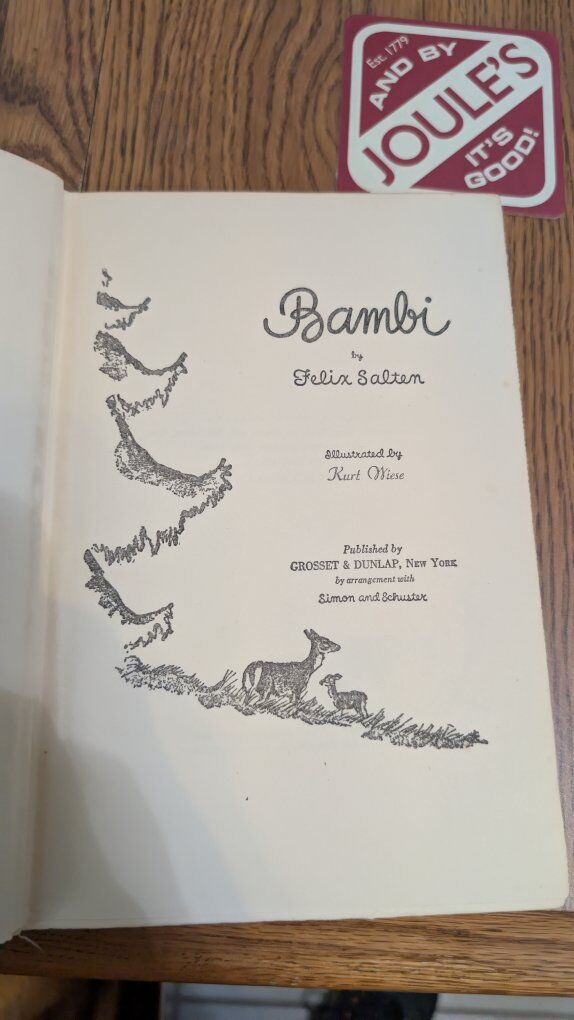 Est. 1779
AND BY
JOULE'S
IT'S
GOOD!
Bambi
by
Felix Salten
Illustrated by
Kurt Wiese
Published by
GROSSET & DUNLAP, NEW YORK
by arrangement with
Simon and Schuster